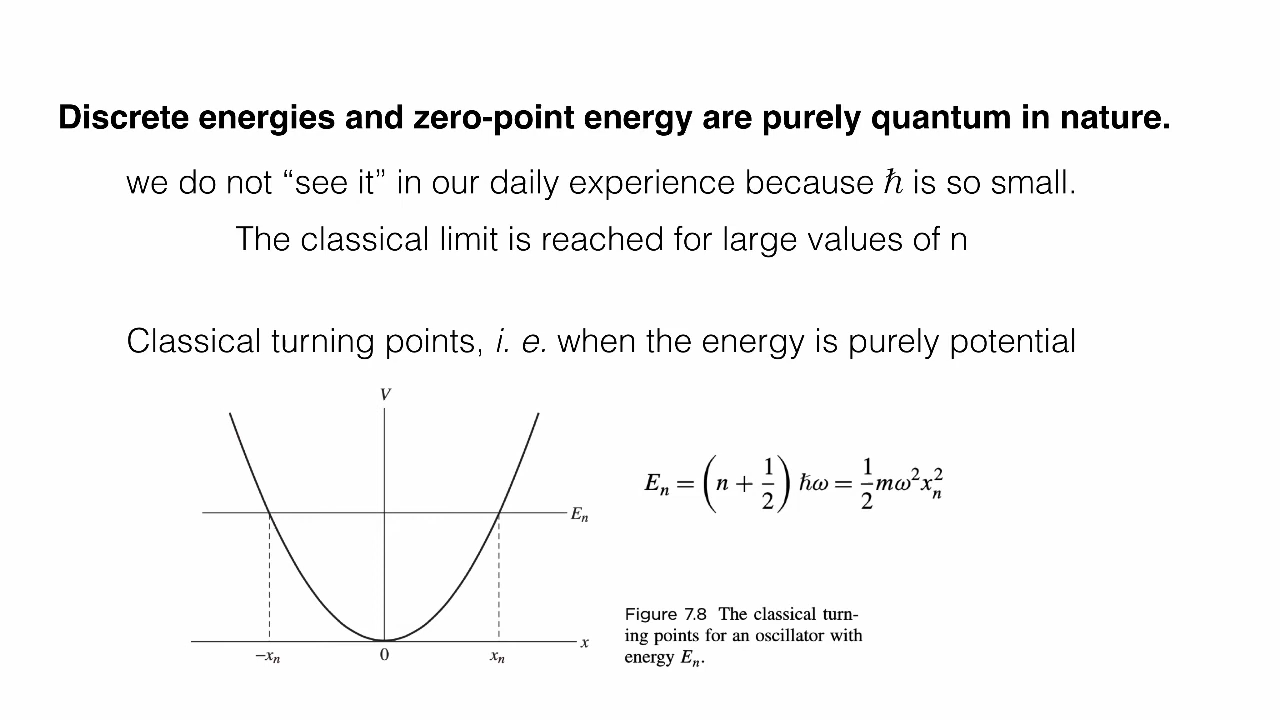 Discrete energies and zero-point energy are purely quantum in nature.
we do not “see it” in our daily experience because ℏ is so small.
The classical limit is reached for large values of n
Classical turning points, i. e. when the energy is purely potential
V
E_n
x
−x_n
0
x_n
E_n = (n + 1/2) ℏω = 1/2 mω²x_n²
Figure 7.8 The classical turn-
ing points for an oscillator with
energy E_n.